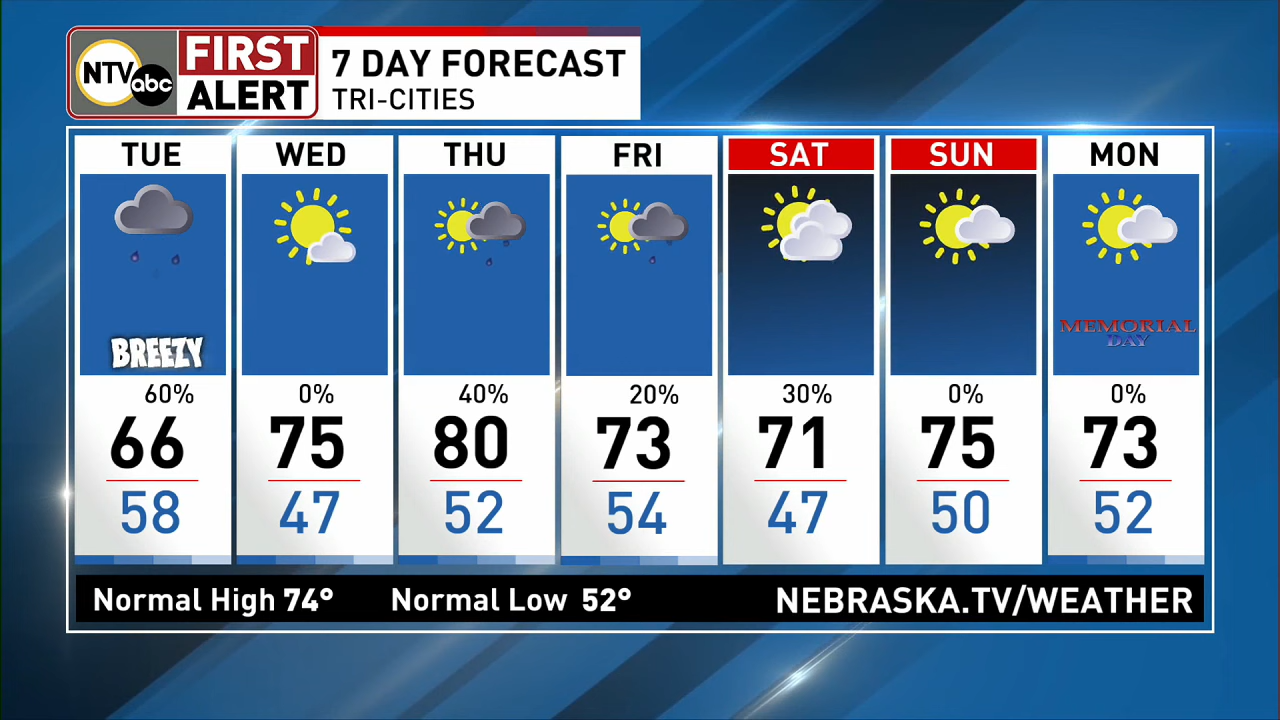 NTV
abc
FIRST
ALERT
7 DAY FORECAST
TRI-CITIES
TUE
BREEZY
60%
66
58
WED
0%
75
47
THU
40%
80
52
FRI
20%
73
54
SAT
30%
71
47
SUN
0%
75
50
MON
MEMORIAL
DAY
0%
73
52
Normal High 74°
Normal Low 52°
NEBRASKA.TV/WEATHER